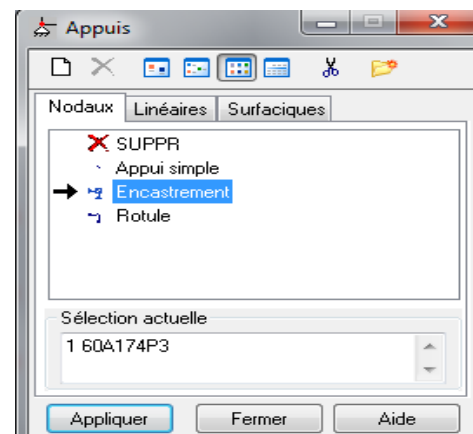 Appuis
Nodaux Linéaires Surfaciques
SUPPR
Appui simple
Encastrement
Rotule
Sélection actuelle
1 60A174P3
Appliquer Fermer Aide